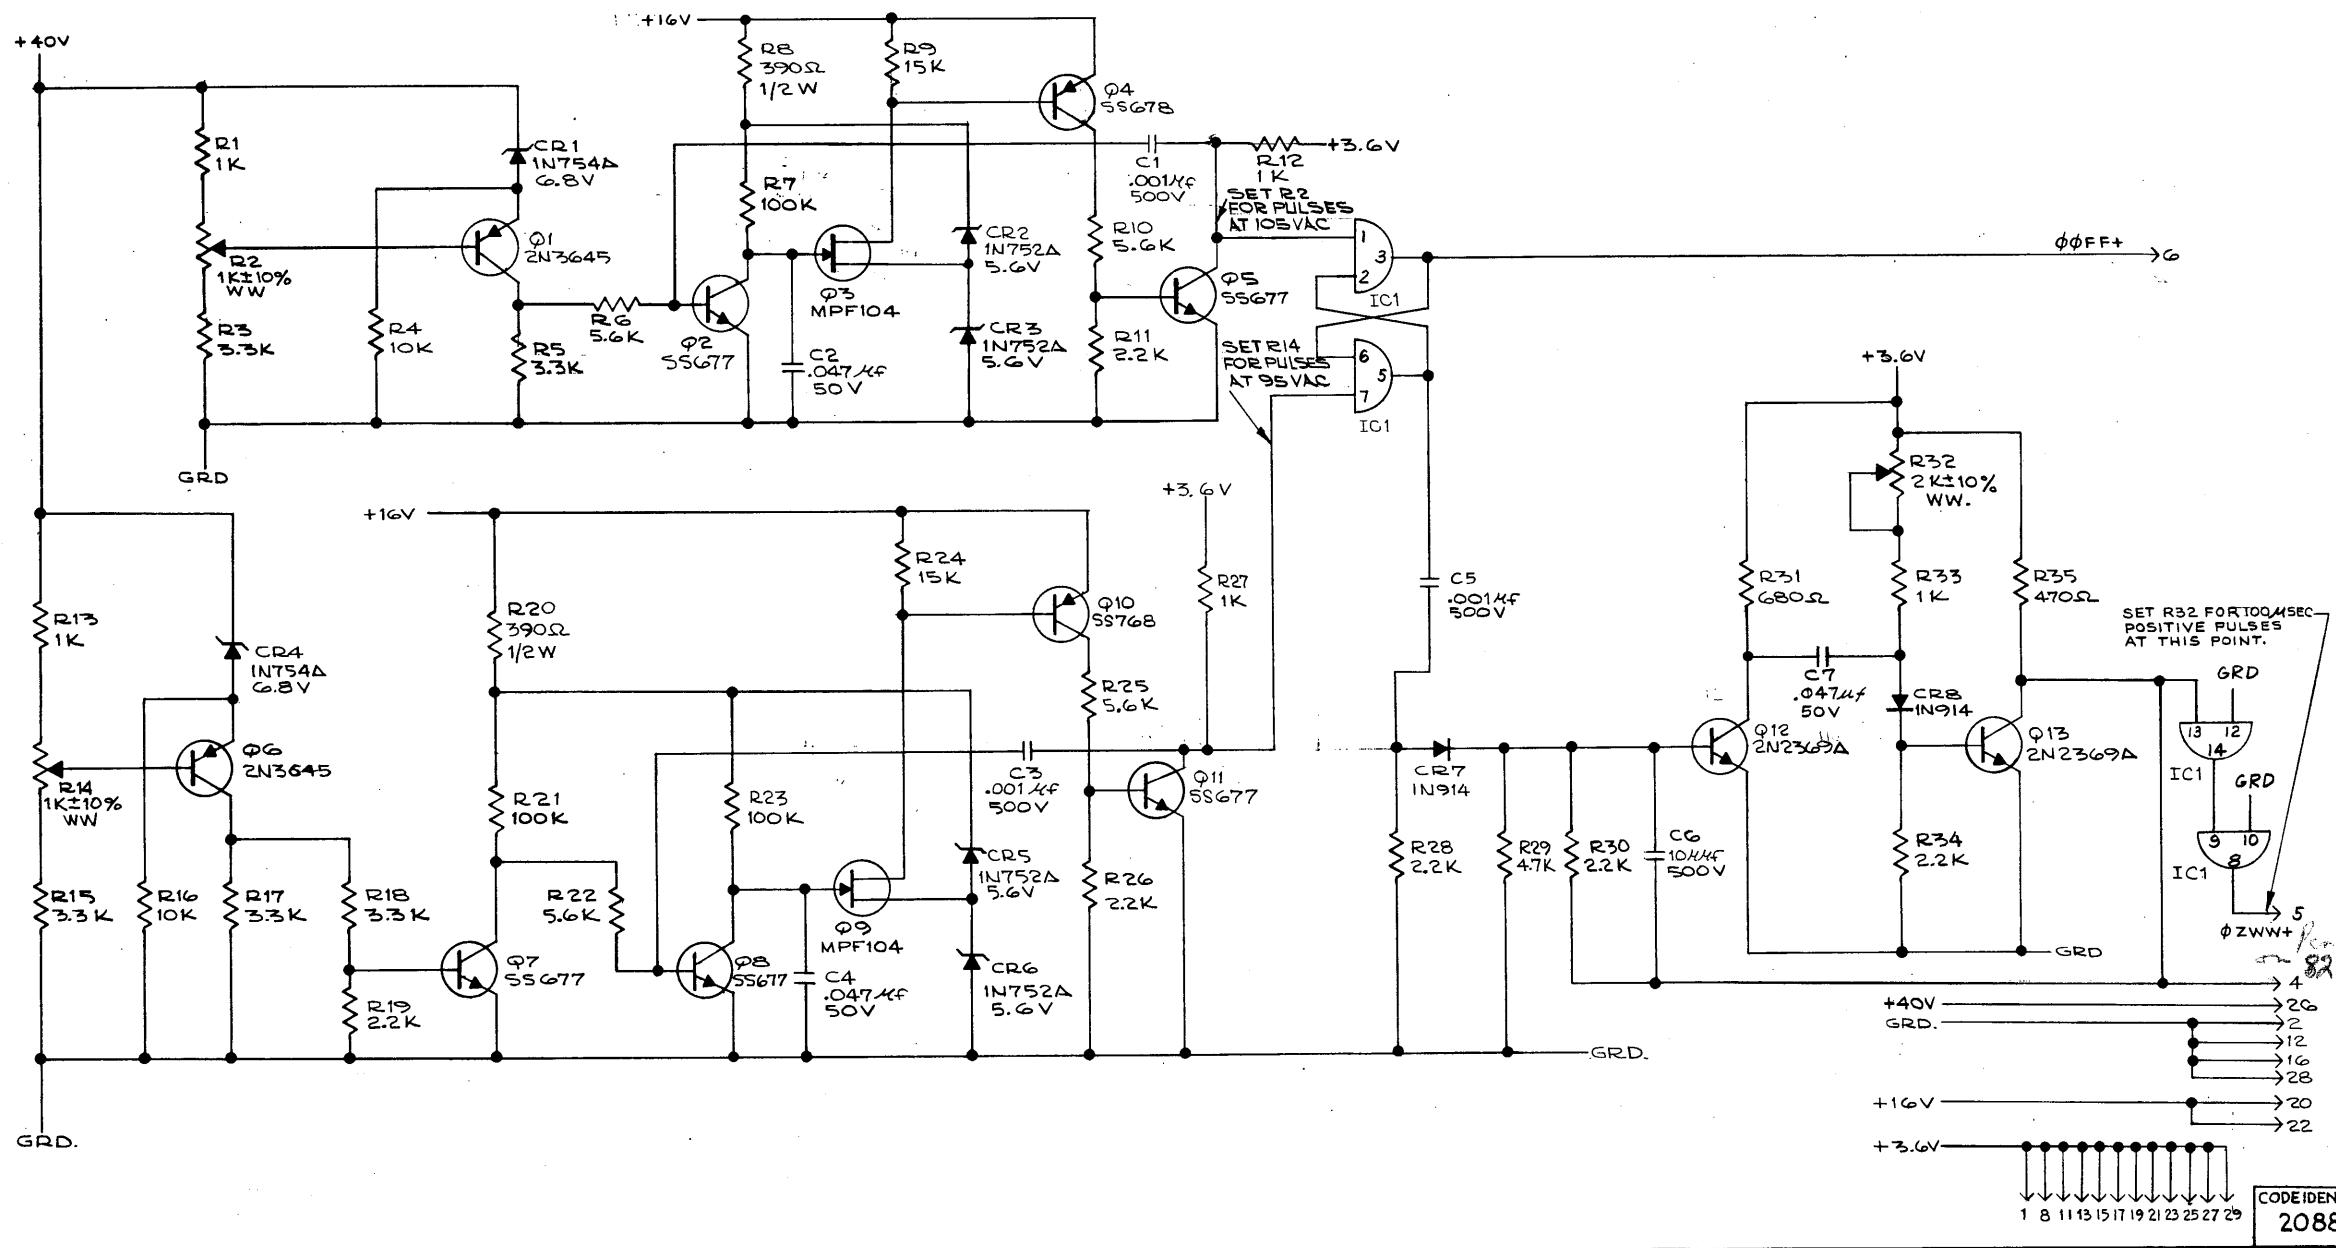 +40V
R1
1K
R2
1K±10%
WW
R3
3.3K
GRD
CR1
1N754A
6.8V
Q1
2N3645
R4
10K
R5
3.3K
R6
5.6K
+16V
R8
390Ω
1/2W
R7
100K
Q2
SS677
C2
.047µf
50V
Q3
MPF104
R9
15K
CR2
1N752A
5.6V
CR3
1N752A
5.6V
Q4
SS678
C1
.001µf
500V
R12
1K
+3.6V
R10
5.6K
R11
2.2K
Q5
SS677
SET R2
FOR PULSES
AT 105VAC
1
2
3
IC1
SET R14
FOR PULSES
AT 95VAC
6
7
5
IC1
ØØFF+
6
R13
1K
R14
1K±10%
WW
R15
3.3K
GRD.
CR4
1N754A
6.8V
Q6
2N3645
R16
10K
R17
3.3K
R18
3.3K
R19
2.2K
+16V
R20
390Ω
1/2W
R21
100K
Q7
SS677
R22
5.6K
R23
100K
Q8
SS677
C4
.047µf
50V
Q9
MPF104
R24
15K
C3
.001µf
500V
CR5
1N752A
5.6V
CR6
1N752A
5.6V
Q10
SS768
R25
5.6K
R26
2.2K
Q11
SS677
+3.6V
R27
1K
C5
.001µf
500V
CR7
1N914
R28
2.2K
R29
4.7K
R30
2.2K
C6
10µµf
500V
GRD.
+3.6V
R31
680Ω
R32
2K±10%
WW.
R33
1K
R35
470Ω
C7
.047µf
50V
CR8
1N914
Q12
2N2369A
Q13
2N2369A
R34
2.2K
GRD
SET R32 FOR 100µSEC
POSITIVE PULSES
AT THIS POINT.
GRD
13
12
14
IC1
GRD
9
10
8
IC1
5
ØZWW+
82
4
+40V
26
GRD.
2
12
16
28
+16V
20
22
+3.6V
1 8 11 13 15 17 19 21 23 25 27 29
CODE IDEN
2088